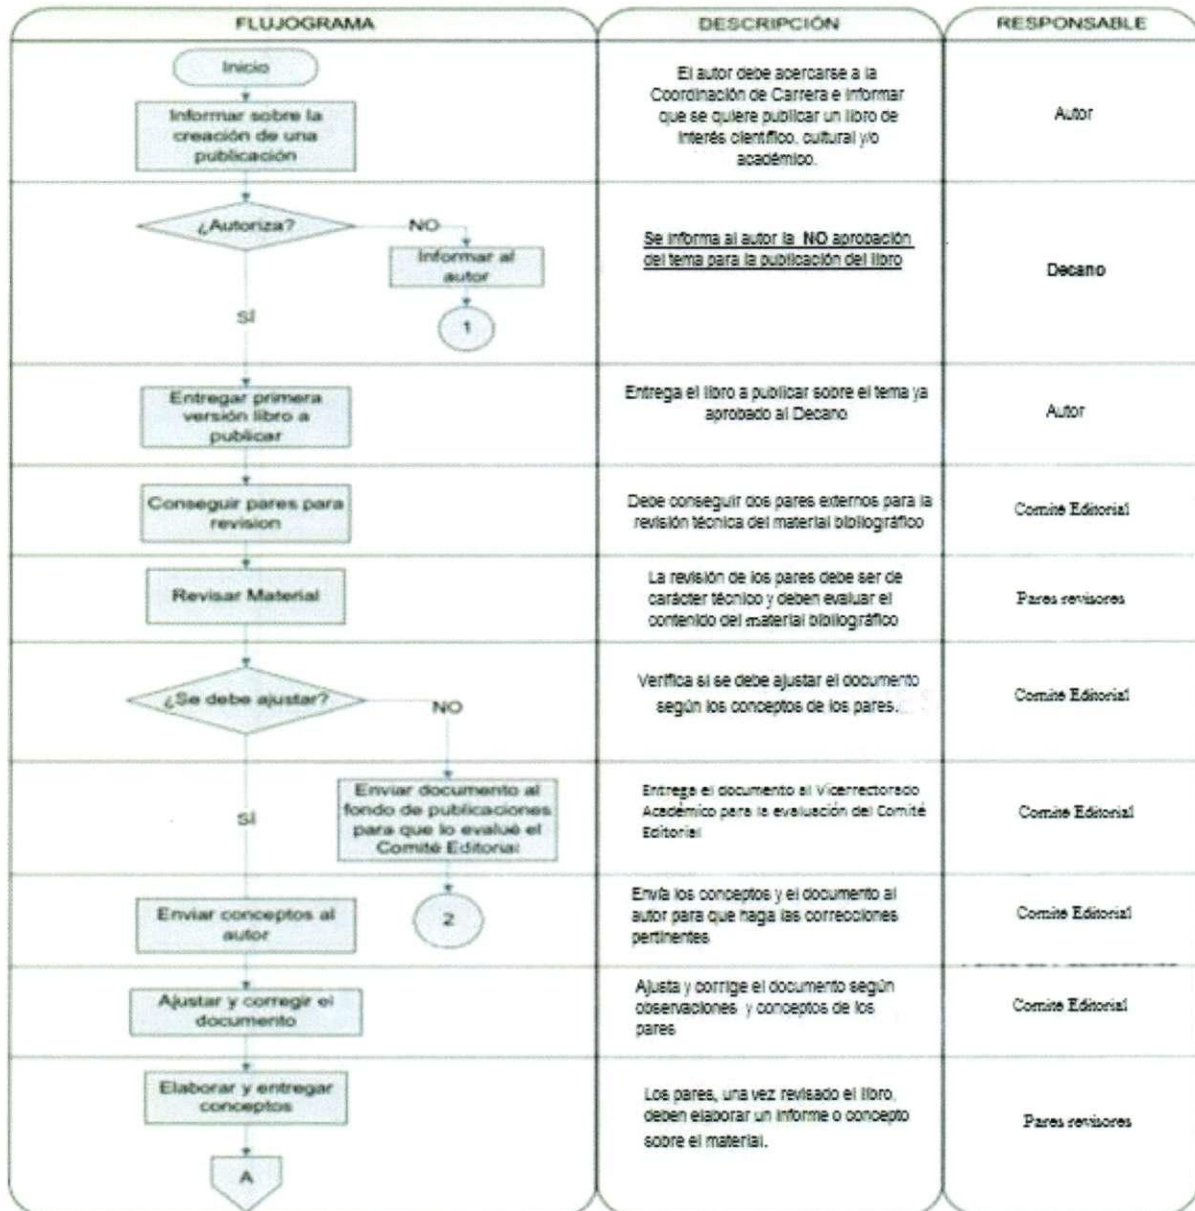 FLUJOGRAMA
DESCRIPCIÓN
RESPONSABLE
Inicio
Informar sobre la
creación de una
publicación
El autor debe acercarse a la
Coordinación de Carrera e informar
que se quiere publicar un libro de
interés científico, cultural y/o
académico.
Autor
¿Autoriza?
NO
Informar al
autor
1
SÍ
Se informa al autor la NO aprobación
del tema para la publicación del libro
Decano
Entregar primera
versión libro a
publicar
Entrega el libro a publicar sobre el tema ya
aprobado al Decano
Autor
Conseguir pares para
revision
Debe conseguir dos pares externos para la
revisión técnica del material bibliográfico
Comité Editorial
Revisar Material
La revisión de los pares debe ser de
carácter técnico y deben evaluar el
contenido del material bibliográfico
Pares revisores
¿Se debe ajustar?
NO
Verifica si se debe ajustar el documento
según los conceptos de los pares.
Comité Editorial
SÍ
Enviar documento al
fondo de publicaciones
para que lo evalué el
Comité Editorial
Entrega el documento al Vicerrectorado
Académico para la evaluación del Comité
Editorial
Comité Editorial
Enviar conceptos al
autor
2
Envía los conceptos y el documento al
autor para que haga las correcciones
pertinentes
Comité Editorial
Ajustar y corregir el
documento
Ajusta y corrige el documento según
observaciones y conceptos de los
pares
Comité Editorial
Elaborar y entregar
conceptos
Los pares, una vez revisado el libro,
deben elaborar un informe o concepto
sobre el material.
Pares revisores
A